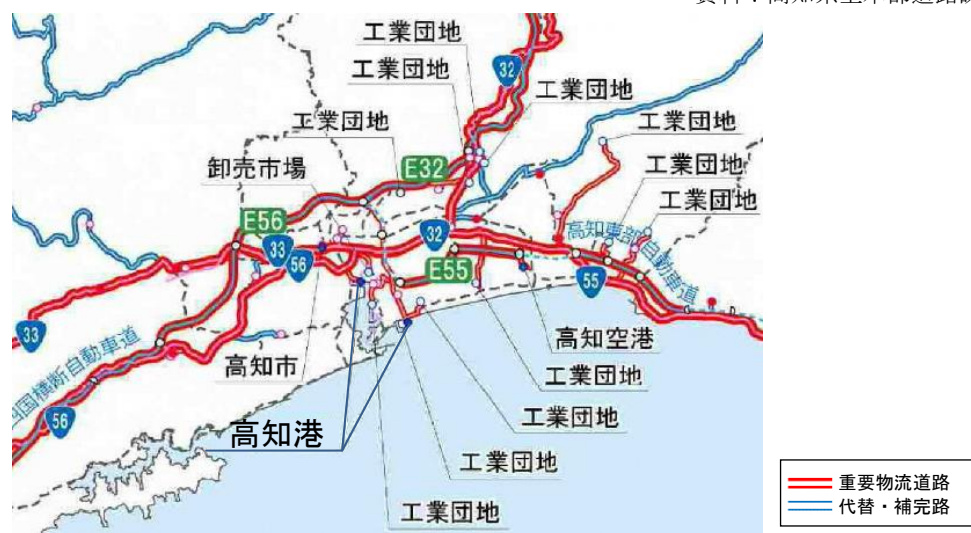 工業団地
32
工業団地
工業団地
工業団地
工業団地
卸売市場
E32
工業団地
工業団地
E56
33
56
32
高知東部自動車道
E55
55
33
高知市
高知空港
工業団地
四国横断自動車道
56
高知港
工業団地
工業団地
工業団地
重要物流道路
代替・補完路